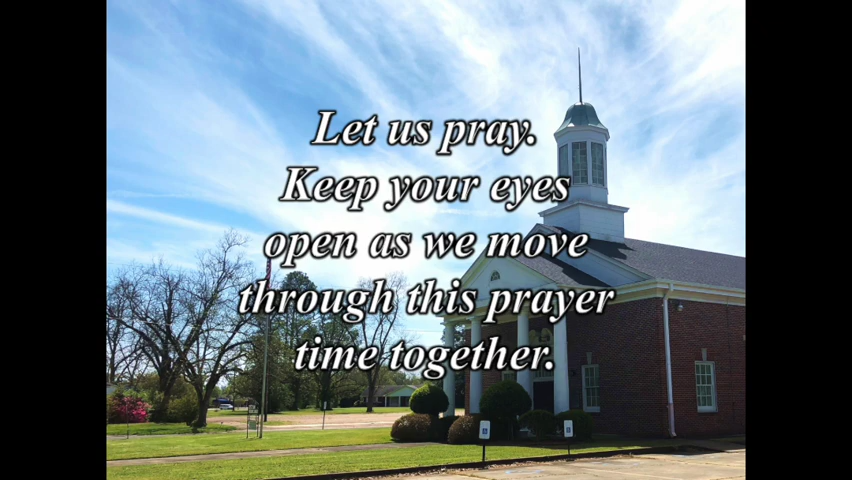 Let us pray.
Keep your eyes
open as we move
through this prayer
time together.